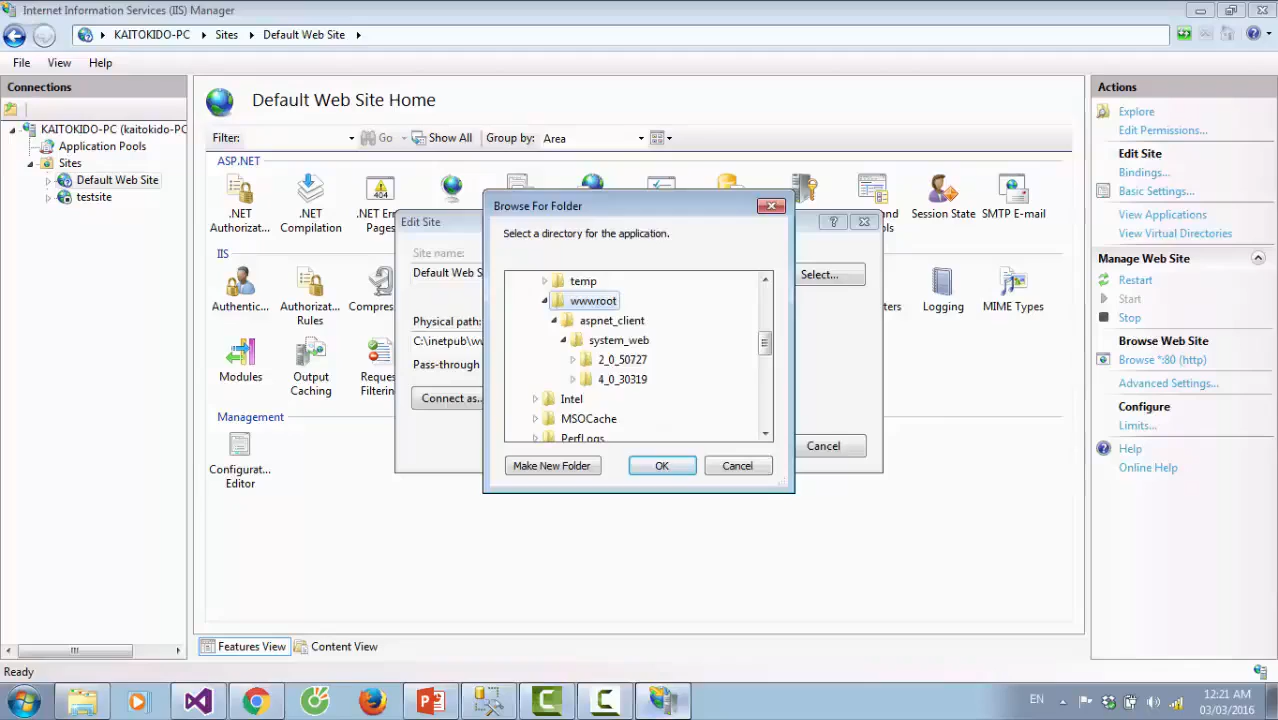 Internet Information Services (IIS) Manager
KAITOKIDO-PC
Sites
Default Web Site
File
View
Help
Connections
KAITOKIDO-PC (kaitokido-PC
Application Pools
Sites
Default Web Site
testsite
Default Web Site Home
Filter:
Go
Show All
Group by:
Area
ASP.NET
.NET
Authorizat...
.NET
Compilation
.NET Er
Pages
Session State
SMTP E-mail
IIS
Authentic...
Authorizat...
Rules
Compres
Logging
MIME Types
Modules
Output
Caching
Reques
Filterin
Management
Configurat...
Editor
Edit Site
Site name:
Default Web S
Select...
Physical path:
C:\inetpub\w
Pass-through
Connect as..
Cancel
Browse For Folder
Select a directory for the application.
temp
wwwroot
aspnet_client
system_web
2_0_50727
4_0_30319
Intel
MSOCache
PerfLogs
Make New Folder
OK
Cancel
Actions
Explore
Edit Permissions...
Edit Site
Bindings...
Basic Settings...
View Applications
View Virtual Directories
Manage Web Site
Restart
Start
Stop
Browse Web Site
Browse *:80 (http)
Advanced Settings...
Configure
Limits...
Help
Online Help
Features View
Content View
Ready
EN
12:21 AM
03/03/2016